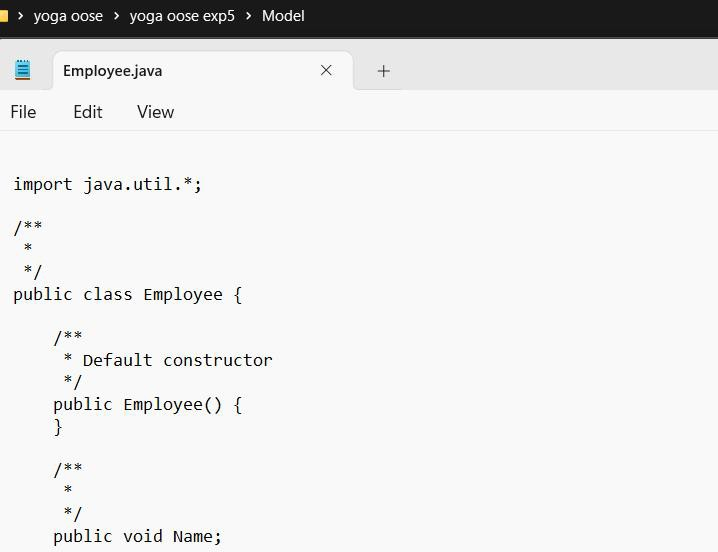 yoga oose > yoga oose exp5 > Model
Employee.java
File Edit View
import java.util.*;
/**
*
*/
public class Employee {
/**
* Default constructor
*/
public Employee() {
}
/**
*
*/
public void Name;